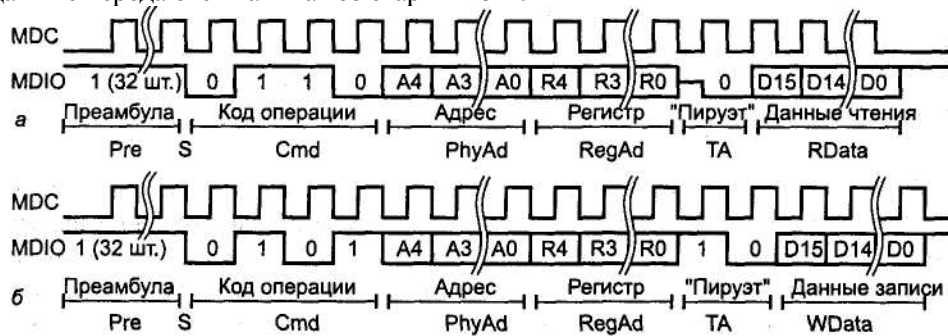 MDC
MDIO 1 (32 шт.) 0 1 1 0 A4 A3 A0 R4 R3 R0 0 D15 D14 D0
а Преамбула Код операции Адрес Регистр "Пируэт" Данные чтения
Pre S Cmd PhyAd RegAd TA RData
MDC
MDIO 1 (32 шт.) 0 1 0 1 A4 A3 A0 R4 R3 R0 1 0 D15 D14 D0
б Преамбула Код операции Адрес Регистр "Пируэт" Данные записи
Pre S Cmd PhyAd RegAd TA WData